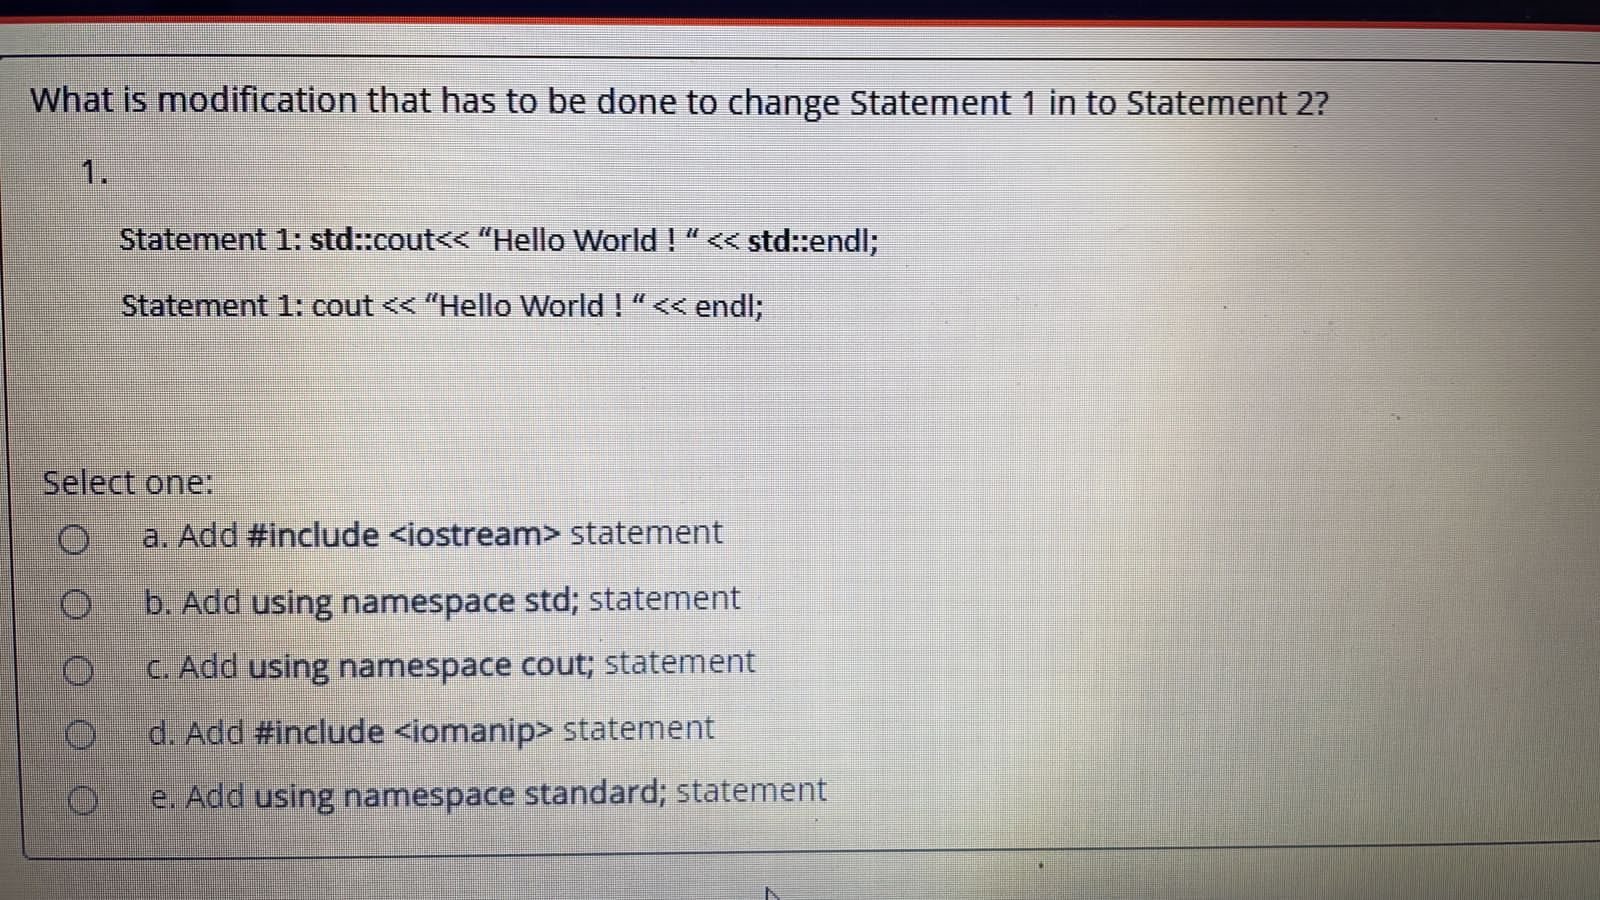 What is modification that has to be done to change Statement 1 in to Statement 2?
1.
Statement 1: std::cout<< “Hello World ! “ << std::endl;
Statement 1: cout << “Hello World ! “ << endl;
Select one:
a. Add #include <iostream> statement
b. Add using namespace std; statement
c. Add using namespace cout; statement
d. Add #include <iomanip> statement
e. Add using namespace standard; statement